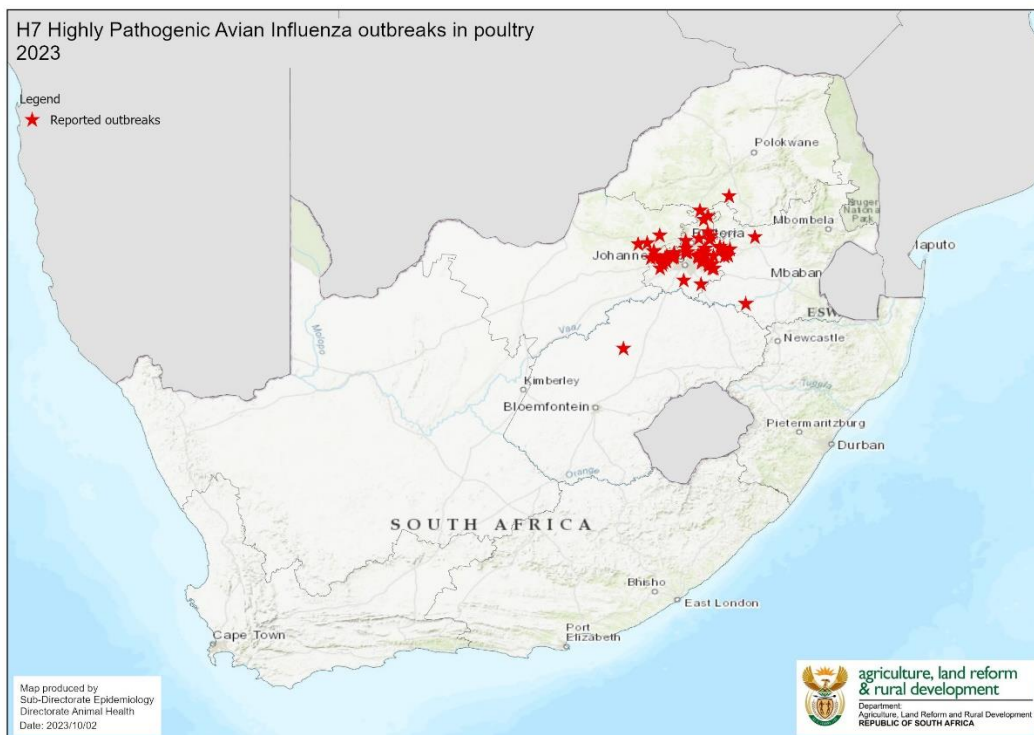 H7 Highly Pathogenic Avian Influenza outbreaks in poultry
2023
Legend
Reported outbreaks
Polokwane
Kruger
National
Park
Mbombela
Maputo
Johanne
Mbaban
ESW
Molopo
Vaal
Newcastle
Kimberley
Tugela
Bloemfontein
Pietermaritzburg
Durban
Orange
SOUTH AFRICA
Bhisho
East London
Port
Elizabeth
Cape Town
Map produced by
Sub-Directorate Epidemiology
Directorate Animal Health
Date: 2023/10/02
agriculture, land reform
& rural development
Department:
Agriculture, Land Reform and Rural Development
REPUBLIC OF SOUTH AFRICA